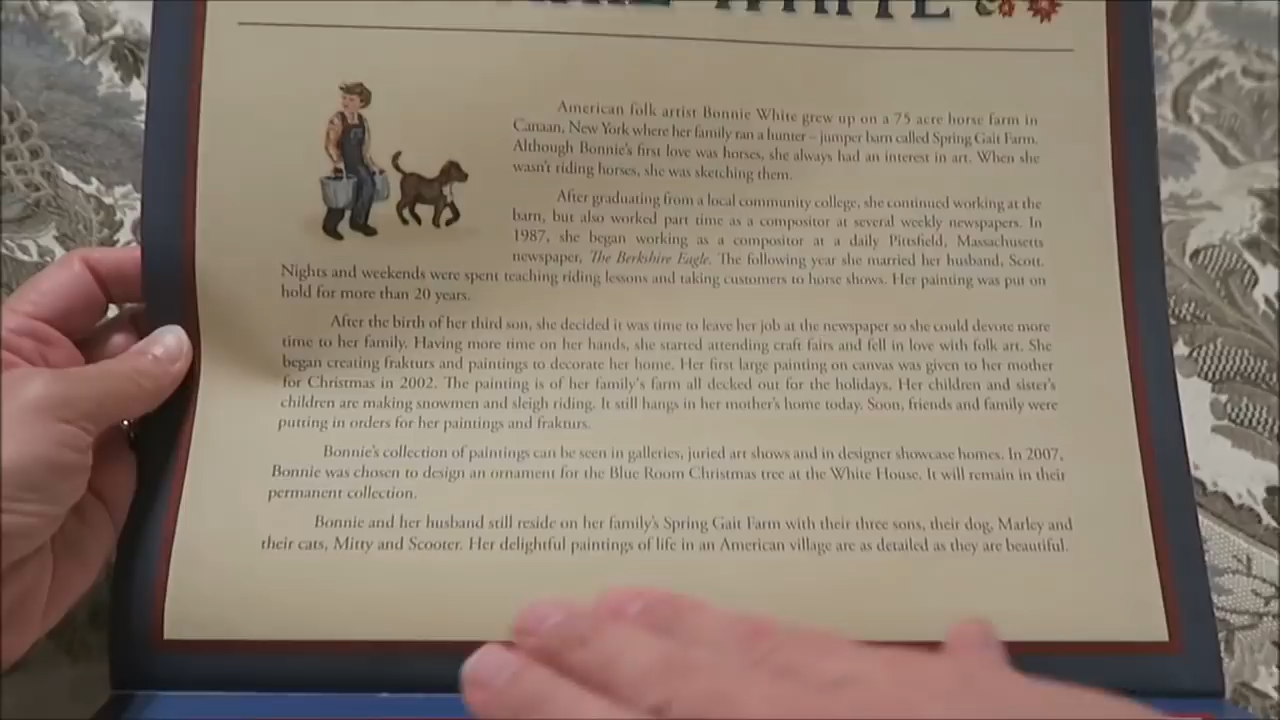 WHITE
American folk artist Bonnie White grew up on a 75 acre horse farm in
Canaan, New York where her family ran a hunter – jumper barn called Spring Gait Farm.
Although Bonnie's first love was horses, she always had an interest in art. When she
wasn't riding horses, she was sketching them.
After graduating from a local community college, she continued working at the
barn, but also worked part time as a compositor at several weekly newspapers. In
1987, she began working as a compositor at a daily Pittsfield, Massachusetts
newspaper, The Berkshire Eagle. The following year she married her husband, Scott.
Nights and weekends were spent teaching riding lessons and taking customers to horse shows. Her painting was put on
hold for more than 20 years.
After the birth of her third son, she decided it was time to leave her job at the newspaper so she could devote more
time to her family. Having more time on her hands, she started attending craft fairs and fell in love with folk art. She
began creating frakturs and paintings to decorate her home. Her first large painting on canvas was given to her mother
for Christmas in 2002. The painting is of her family's farm all decked out for the holidays. Her children and sister's
children are making snowmen and sleigh riding. It still hangs in her mother's home today. Soon, friends and family were
putting in orders for her paintings and frakturs.
Bonnie's collection of paintings can be seen in galleries, juried art shows and in designer showcase homes. In 2007,
Bonnie was chosen to design an ornament for the Blue Room Christmas tree at the White House. It will remain in their
permanent collection.
Bonnie and her husband still reside on her family's Spring Gait Farm with their three sons, their dog, Marley and
their cats, Mitty and Scooter. Her delightful paintings of life in an American village are as detailed as they are beautiful.